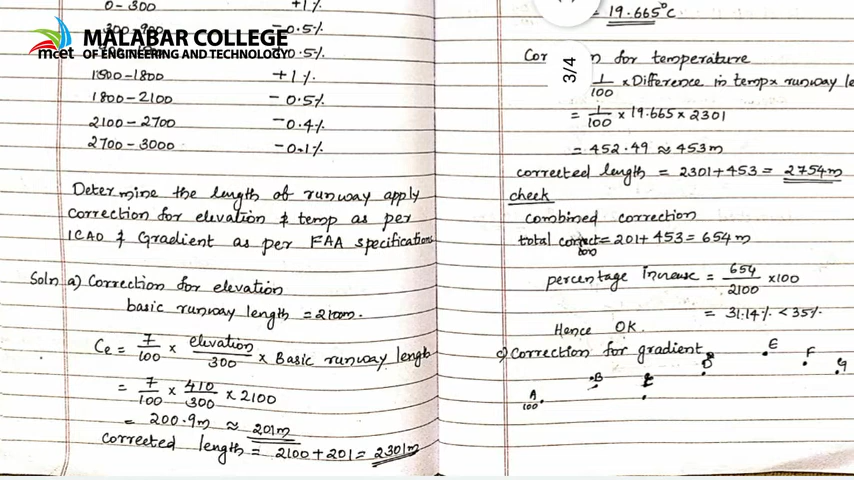 0-300 +1%
300-900 -0.5%
MALABAR COLLEGE
OF ENGINEERING AND TECHNOLOGY
mcet
+0.5%
1500-1800 +1%
1800-2100 -0.5%
2100-2700 -0.4%
2700-3000 -0.1%
Determine the length of runway apply
correction for elevation & temp as per
ICAO & Gradient as per FAA specifications
Soln a) Correction for elevation
basic runway length = 2100m.
Ce = 7/100 × elevation/300 × Basic runway length
= 7/100 × 410/300 × 2100
= 200.9m ≈ 201m
Corrected length = 2100+201 = 2301m
= 19.665°C
3/4
for temperature
1/100 × Difference in temp × runway le
= 1/100 × 19.665 × 2301
= 452.49 ≈ 453m
corrected length = 2301+453 = 2754m
check
Combined correction
total = 201+453 = 654m
percentage increase = 654/2100 ×100
= 31.14% < 35%
Hence OK.
c) Correction for gradient
A
100
B
D
E
F
G